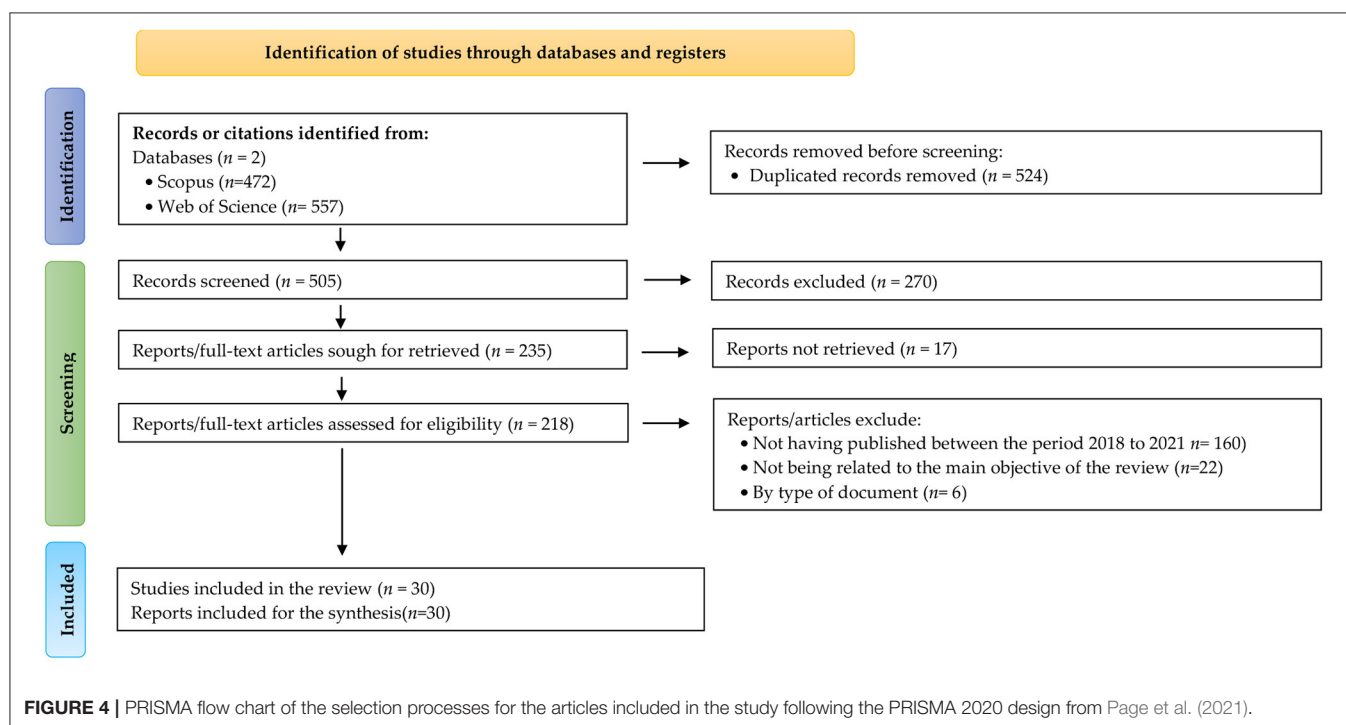 Identification of studies through databases and registers
Identification
Records or citations identified from:
Databases (n = 2)
• Scopus (n=472)
• Web of Science (n= 557)
Records removed before screening:
• Duplicated records removed (n = 524)
Screening
Records screened (n = 505)
Records excluded (n = 270)
Reports/full-text articles sough for retrieved (n = 235)
Reports not retrieved (n = 17)
Reports/full-text articles assessed for eligibility (n = 218)
Reports/articles exclude:
• Not having published between the period 2018 to 2021 n= 160)
• Not being related to the main objective of the review (n=22)
• By type of document (n= 6)
Included
Studies included in the review (n = 30)
Reports included for the synthesis(n=30)
FIGURE 4 | PRISMA flow chart of the selection processes for the articles included in the study following the PRISMA 2020 design from Page et al. (2021).